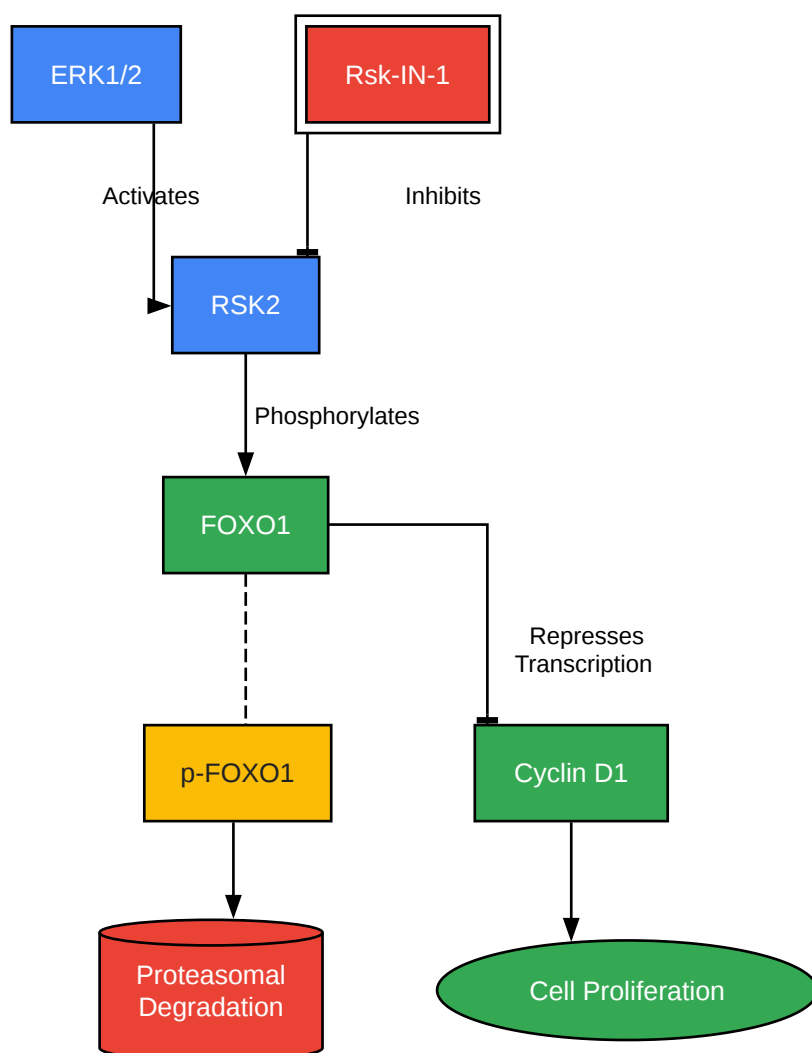 ERK1/2
Rsk-IN-1
Activates
Inhibits
RSK2
Phosphorylates
FOXO1
Represses
Transcription
p-FOXO1
Cyclin D1
Proteasomal
Degradation
Cell Proliferation